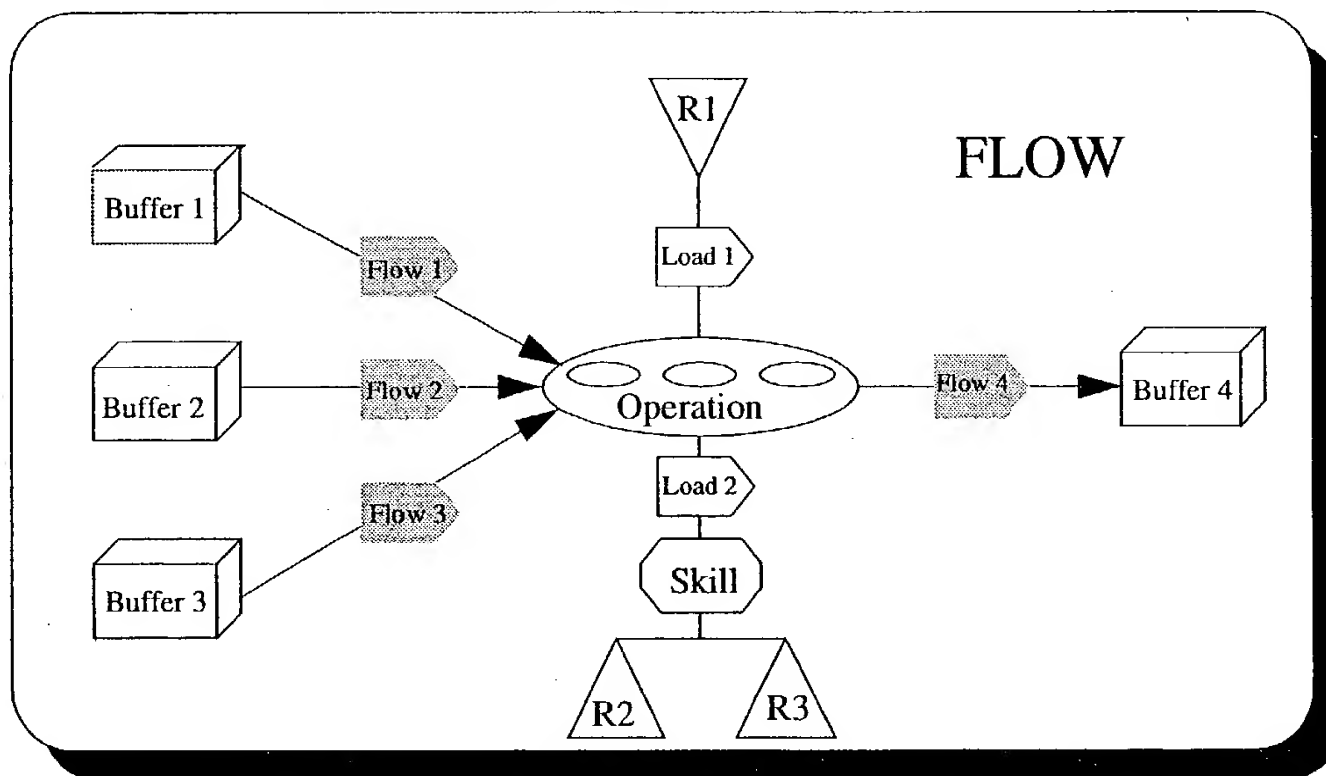 R1
FLOW
Buffer 1
Load 1
Flow 1
Buffer 2
Flow 2
Operation
Flow 4
Buffer 4
Load 2
Flow 3
Skill
Buffer 3
R2
R3